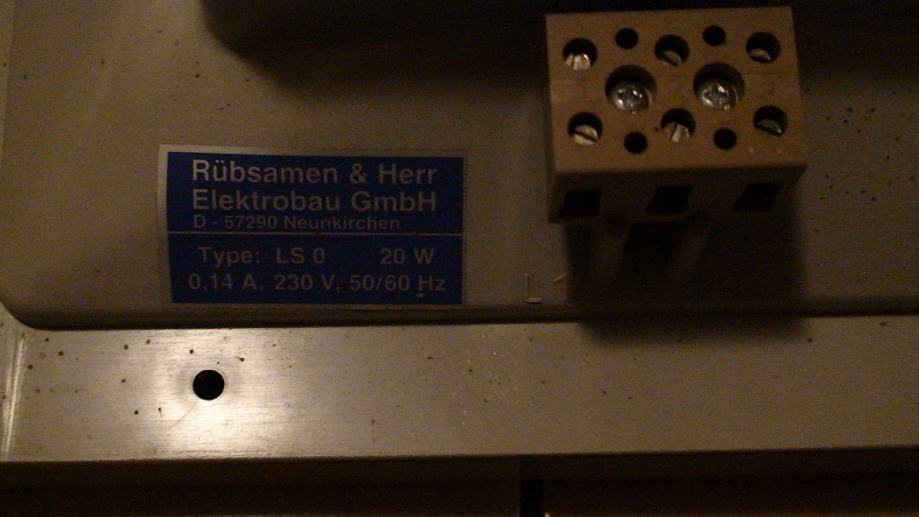 Rübsamen & Herr
Elektrobau GmbH
D - 57290 Neunkirchen
Type: LS 0 20 W
0,14 A, 230 V, 50/60 Hz